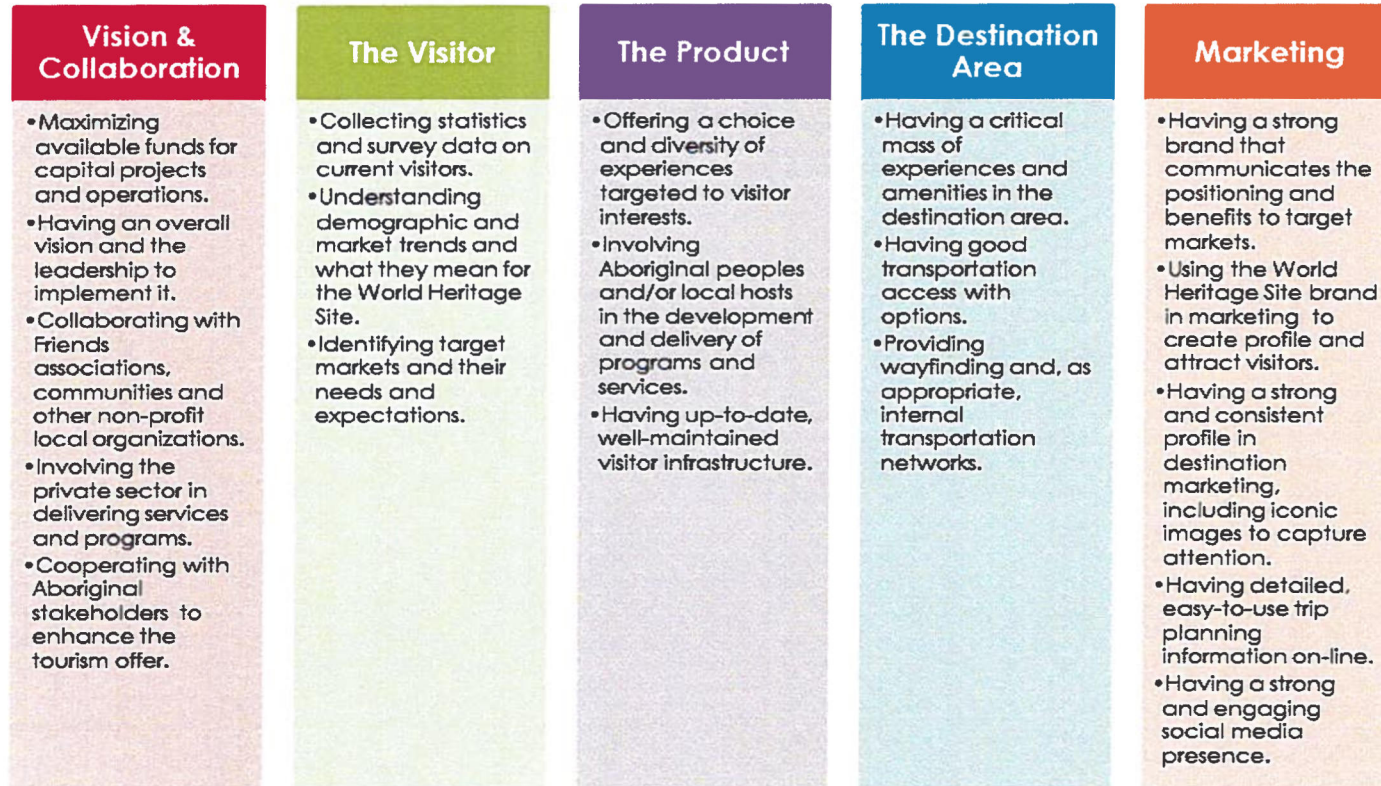 Vision &
Collaboration
•Maximizing
available funds for
capital projects
and operations.
•Having an overall
vision and the
leadership to
implement it.
•Collaborating with
Friends
associations,
communities and
other non-profit
local organizations.
•Involving the
private sector in
delivering services
and programs.
•Cooperating with
Aboriginal
stakeholders to
enhance the
tourism offer.
The Visitor
•Collecting statistics
and survey data on
current visitors.
•Understanding
demographic and
market trends and
what they mean for
the World Heritage
Site.
•Identifying target
markets and their
needs and
expectations.
The Product
•Offering a choice
and diversity of
experiences
targeted to visitor
interests.
•Involving
Aboriginal peoples
and/or local hosts
in the development
and delivery of
programs and
services.
•Having up-to-date,
well-maintained
visitor infrastructure.
The Destination
Area
•Having a critical
mass of
experiences and
amenities in the
destination area.
•Having good
transportation
access with
options.
•Providing
wayfinding and, as
appropriate,
internal
transportation
networks.
Marketing
•Having a strong
brand that
communicates the
positioning and
benefits to target
markets.
•Using the World
Heritage Site brand
in marketing to
create profile and
attract visitors.
•Having a strong
and consistent
profile in
destination
marketing,
including iconic
images to capture
attention.
•Having detailed,
easy-to-use trip
planning
information on-line.
•Having a strong
and engaging
social media
presence.